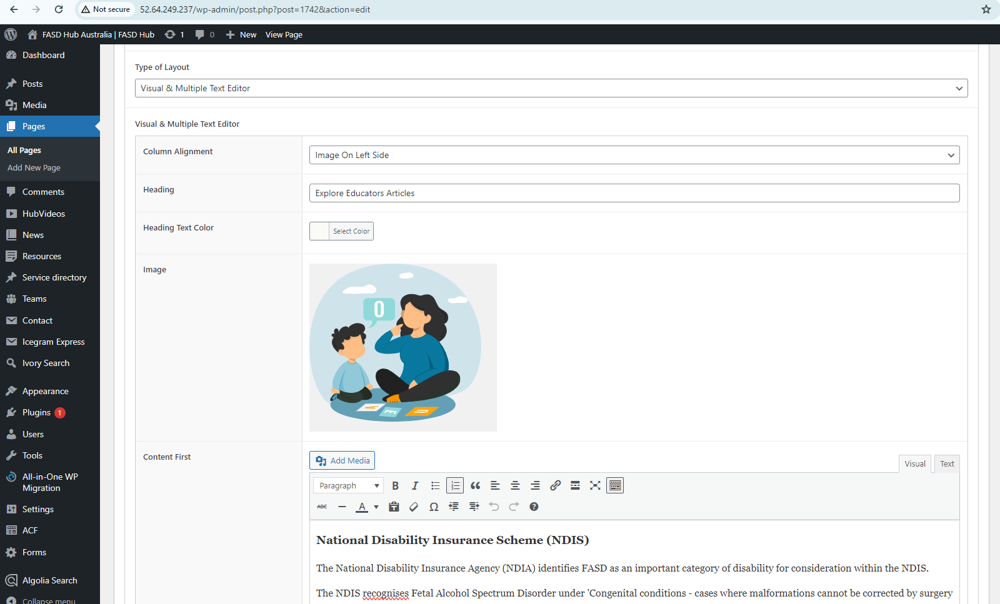 Not secure 52.64.249.237/wp-admin/post.php?post=1742&action=edit
FASD Hub Australia | FASD Hub 1 0 New View Page
Dashboard
Posts
Media
Pages
All Pages
Add New Page
Comments
HubVideos
News
Resources
Service directory
Teams
Contact
Icegram Express
Ivory Search
Appearance
Plugins 1
Users
Tools
All-in-One WP
Migration
Settings
ACF
Forms
Algolia Search
Collapse menu
Type of Layout
Visual & Multiple Text Editor
Visual & Multiple Text Editor
Column Alignment
Image On Left Side
Heading
Explore Educators Articles
Heading Text Color
Select Color
Image
0
A E D
Content First
Add Media
Visual Text
Paragraph B I
ABC A Ω
National Disability Insurance Scheme (NDIS)
The National Disability Insurance Agency (NDIA) identifies FASD as an important category of disability for consideration within the NDIS.
The NDIS recognises Fetal Alcohol Spectrum Disorder under 'Congenital conditions - cases where malformations cannot be corrected by surgery